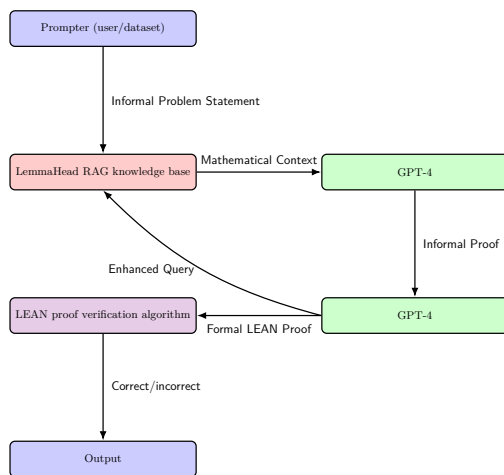 Prompter (user/dataset)
Informal Problem Statement
LemmaHead RAG knowledge base
Mathematical Context
GPT-4
Informal Proof
Enhanced Query
LEAN proof verification algorithm
Formal LEAN Proof
GPT-4
Correct/incorrect
Output